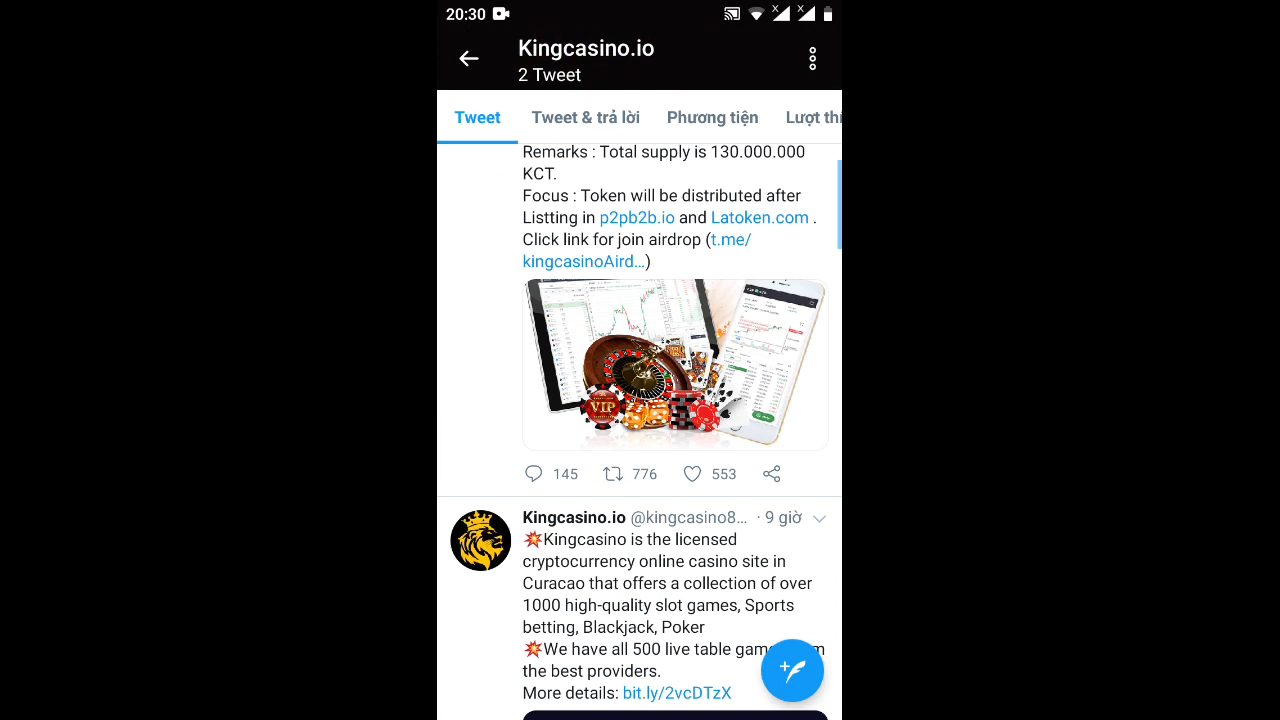 20:30
Kingcasino.io
2 Tweet
Tweet Tweet & trả lời Phương tiện Lượt thí
Remarks : Total supply is 130.000.000
KCT.
Focus : Token will be distributed after
Listting in p2pb2b.io and Latoken.com .
Click link for join airdrop (t.me/
kingcasinoAird...)
VIP
145 776 553
Kingcasino.io @kingcasino8... · 9 giờ
💥Kingcasino is the licensed
cryptocurrency online casino site in
Curacao that offers a collection of over
1000 high-quality slot games, Sports
betting, Blackjack, Poker
💥We have all 500 live table
the best providers.
More details: bit.ly/2vcDTzX